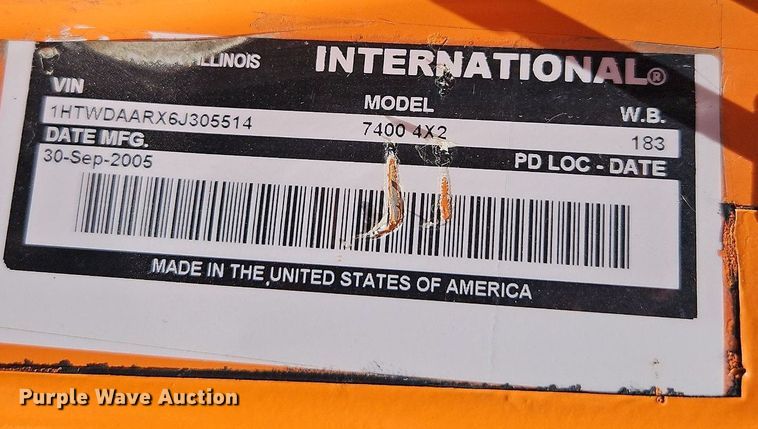 ILLINOIS
INTERNATIONAL®
VIN
MODEL
W.B.
1HTWDAARX6J305514
7400 4X2
183
DATE MFG.
PD LOC - DATE
30-Sep-2005
MADE IN THE UNITED STATES OF AMERICA
Purple Wave Auction